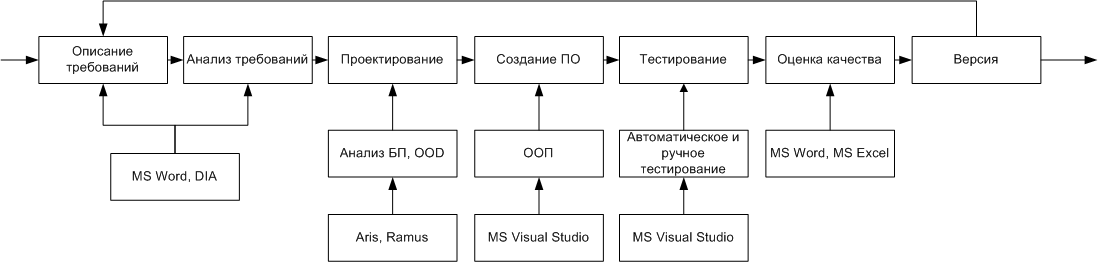 Описание
требований
Анализ требований
Проектирование
Создание ПО
Тестирование
Оценка качества
Версия
MS Word, DIA
Анализ БП, OOD
ООП
Автоматическое и
ручное
тестирование
MS Word, MS Excel
Aris, Ramus
MS Visual Studio
MS Visual Studio